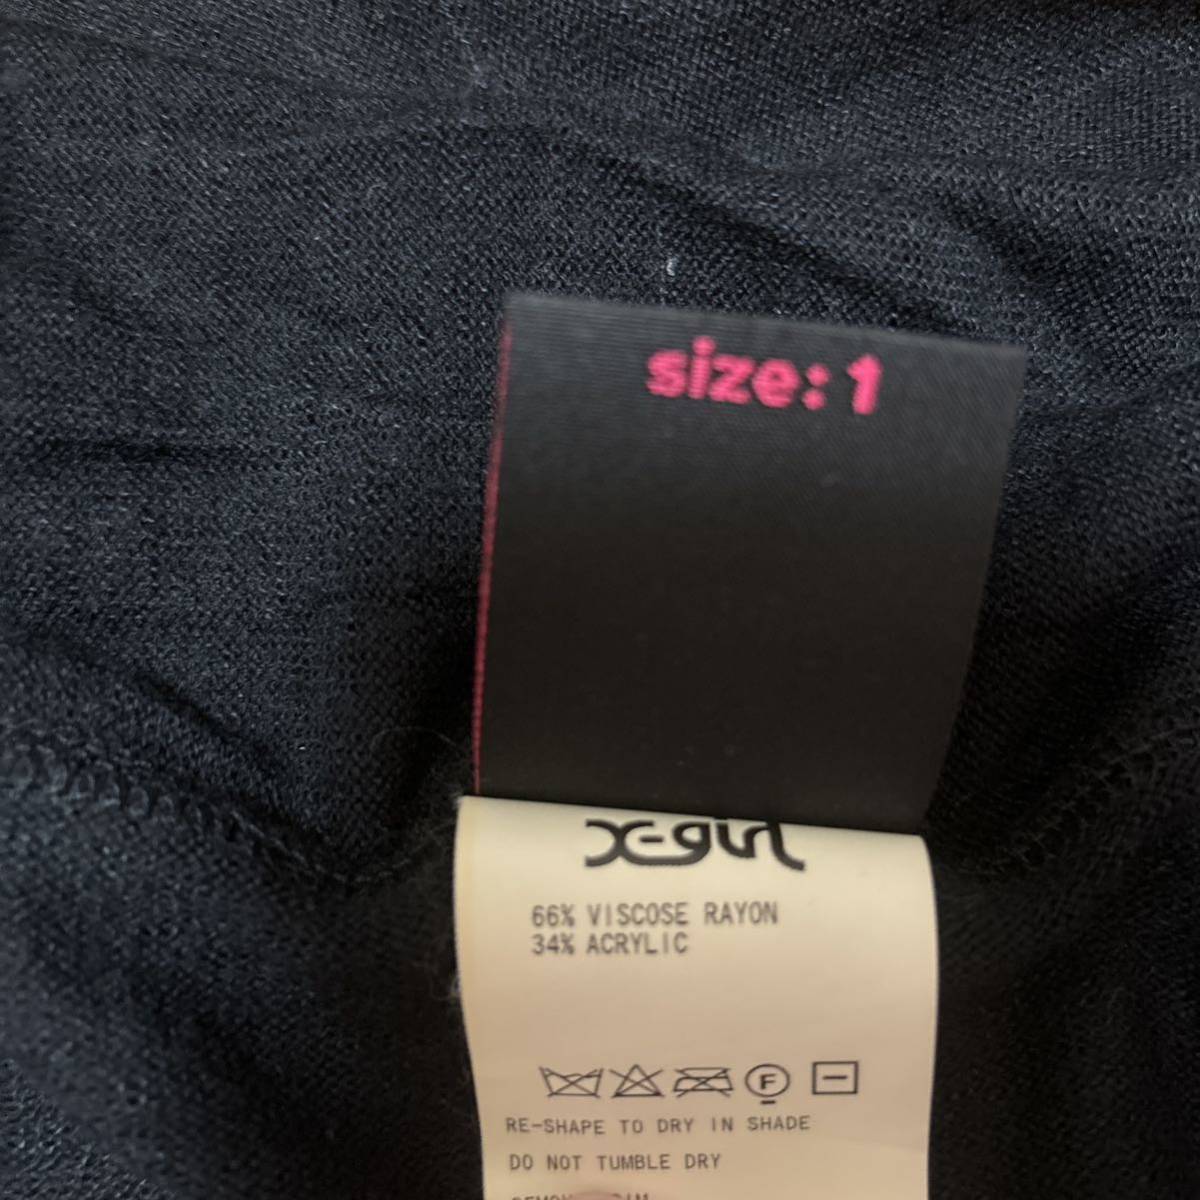 size: 1
X-girl
66% VISCOSE RAYON
34% ACRYLIC
F
RE-SHAPE TO DRY IN SHADE
DO NOT TUMBLE DRY